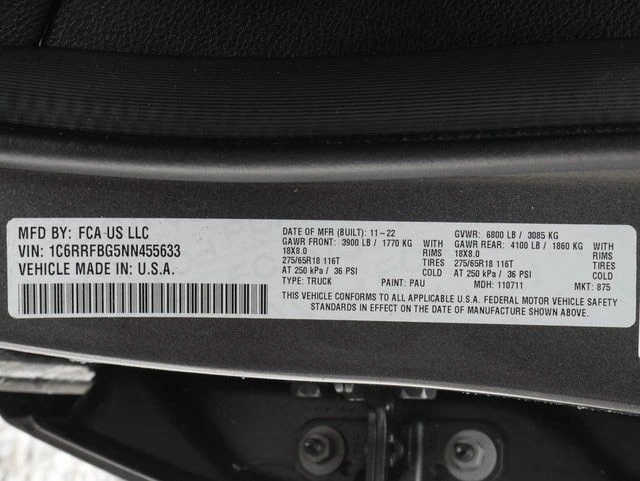 MFD BY: FCA US LLC
VIN: 1C6RRFBG5NN455633
VEHICLE MADE IN: U.S.A.
DATE OF MFR (BUILT): 11-22
GAWR FRONT: 3900 LB / 1770 KG
WITH
18X8.0
RIMS
275/65R18 116T
TIRES
AT 250 kPa / 36 PSI
COLD
TYPE: TRUCK
PAINT: PAU
GVWR: 6800 LB / 3085 KG
GAWR REAR: 4100 LB / 1860 KG
WITH
18X8.0
RIMS
275/65R18 116T
TIRES
AT 250 kPa / 36 PSI
COLD
MDH: 110711
MKT: 875
THIS VEHICLE CONFORMS TO ALL APPLICABLE U.S.A. FEDERAL MOTOR VEHICLE SAFETY
STANDARDS IN EFFECT ON THE DATE OF MANUFACTURE SHOWN ABOVE.